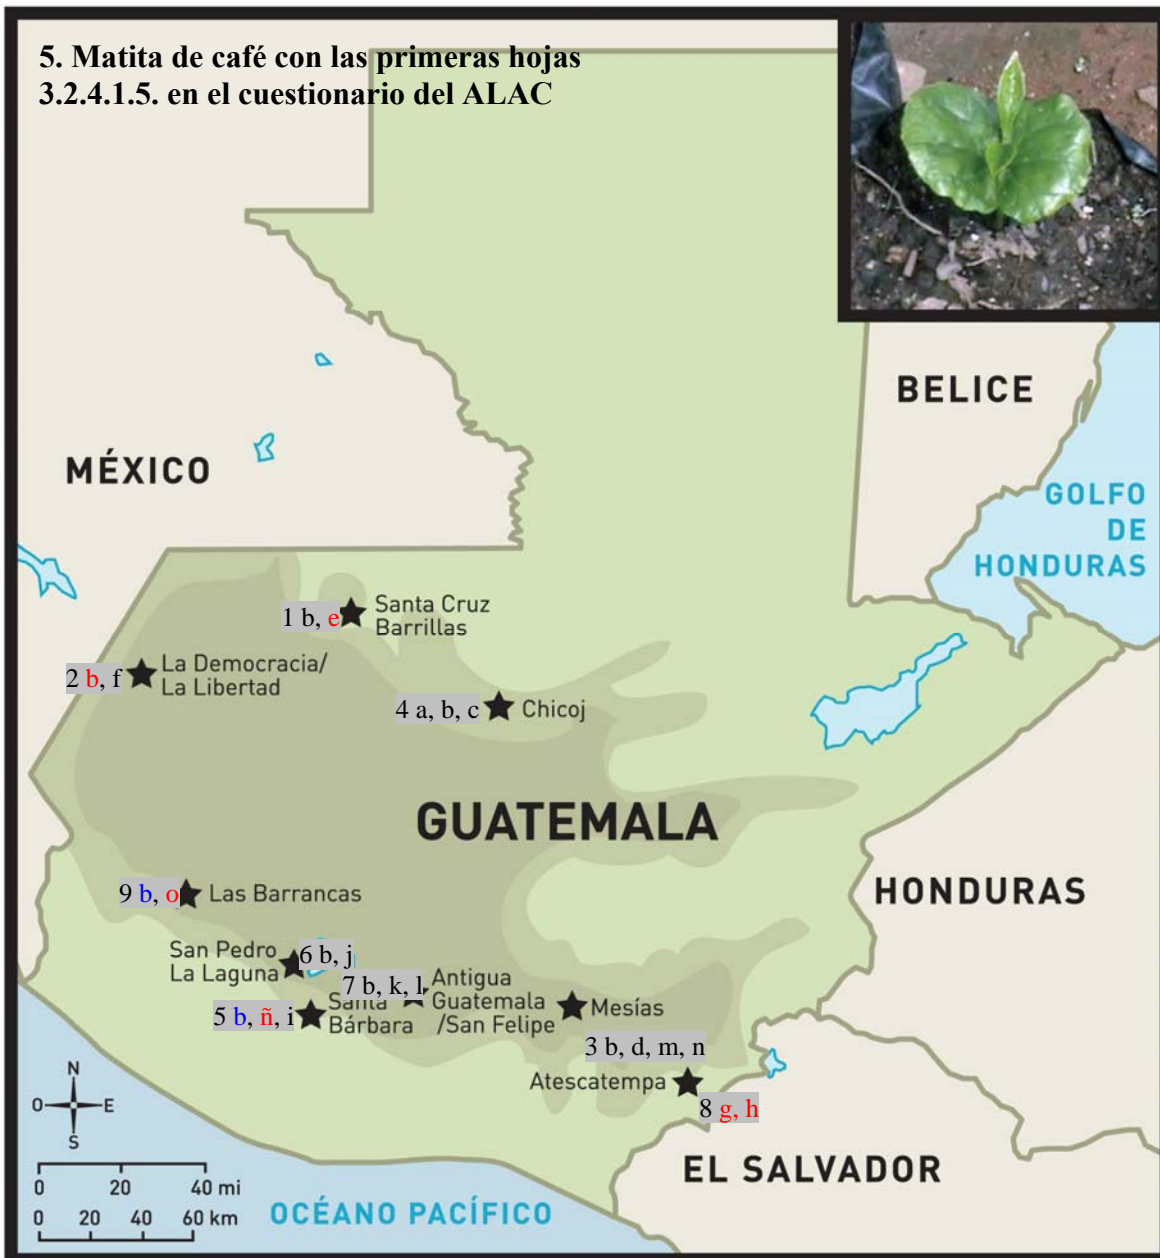 5. Matita de café con las primeras hojas
3.2.4.1.5. en el cuestionario del ALAC
BELICE
MÉXICO
GOLFO
DE
HONDURAS
1 b, e
Santa Cruz
Barrillas
2 b, f
La Democracia/
La Libertad
4 a, b, c
Chicoj
GUATEMALA
HONDURAS
9 b, o
Las Barrancas
San Pedro
La Laguna
6 b, j
7 b, k, l
Antigua
Guatemala
/San Felipe
5 b, ñ, i
Santa
Bárbara
Mesías
3 b, d, m, n
Atescatempa
8 g, h
N
O
E
S
0 20 40 mi
0 20 40 60 km
EL SALVADOR
OCÉANO PACÍFICO